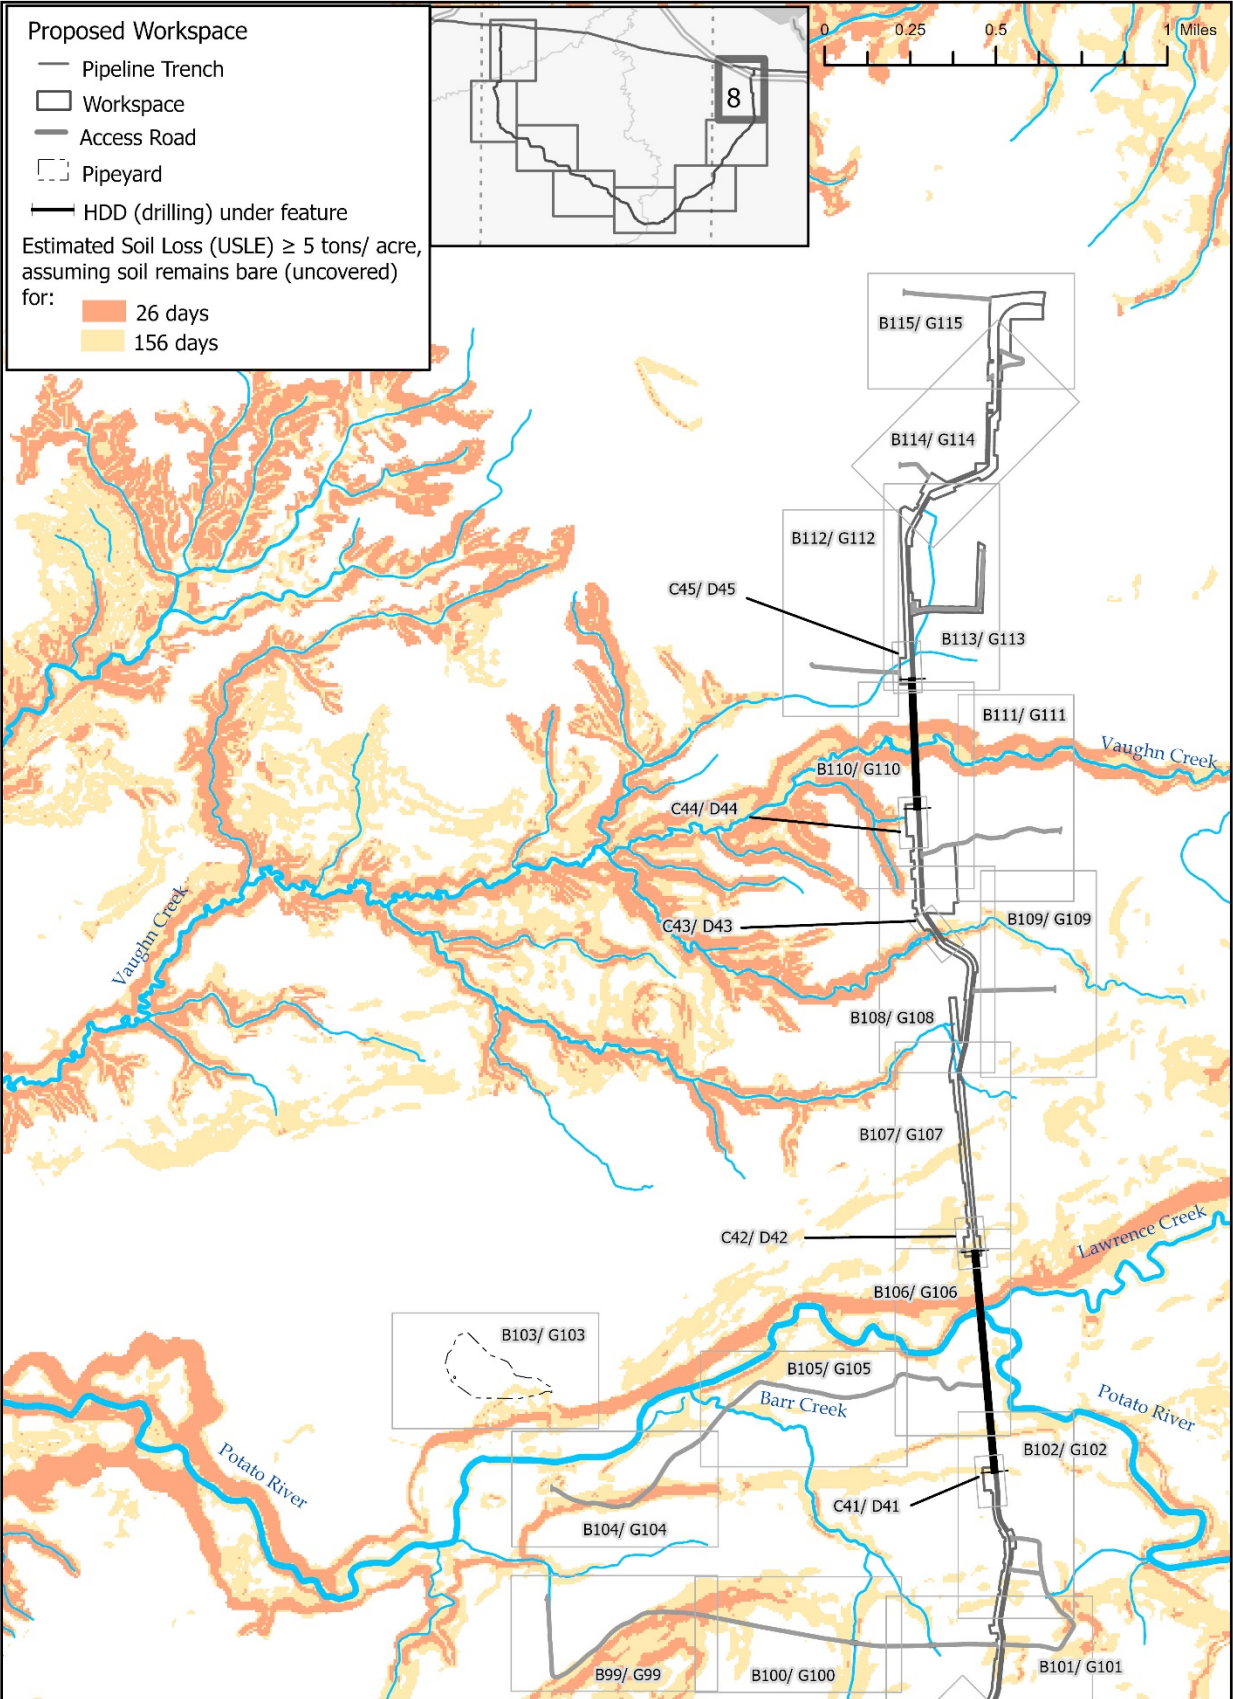 Proposed Workspace
Pipeline Trench
Workspace
Access Road
Pipeyard
HDD (drilling) under feature
Estimated Soil Loss (USLE) ≥ 5 tons/ acre,
assuming soil remains bare (uncovered)
for:
26 days
156 days
8
0 0.25 0.5 1 Miles
B115/ G115
B114/ G114
B112/ G112
C45/ D45
B113/ G113
B111/ G111
Vaughn Creek
B110/ G110
C44/ D44
Vaughn Creek
C43/ D43
B109/ G109
B108/ G108
B107/ G107
C42/ D42
Lawrence Creek
B106/ G106
B103/ G103
B105/ G105
Barr Creek
Potato River
B102/ G102
Potato River
C41/ D41
B104/ G104
B99/ G99
B100/ G100
B101/ G101